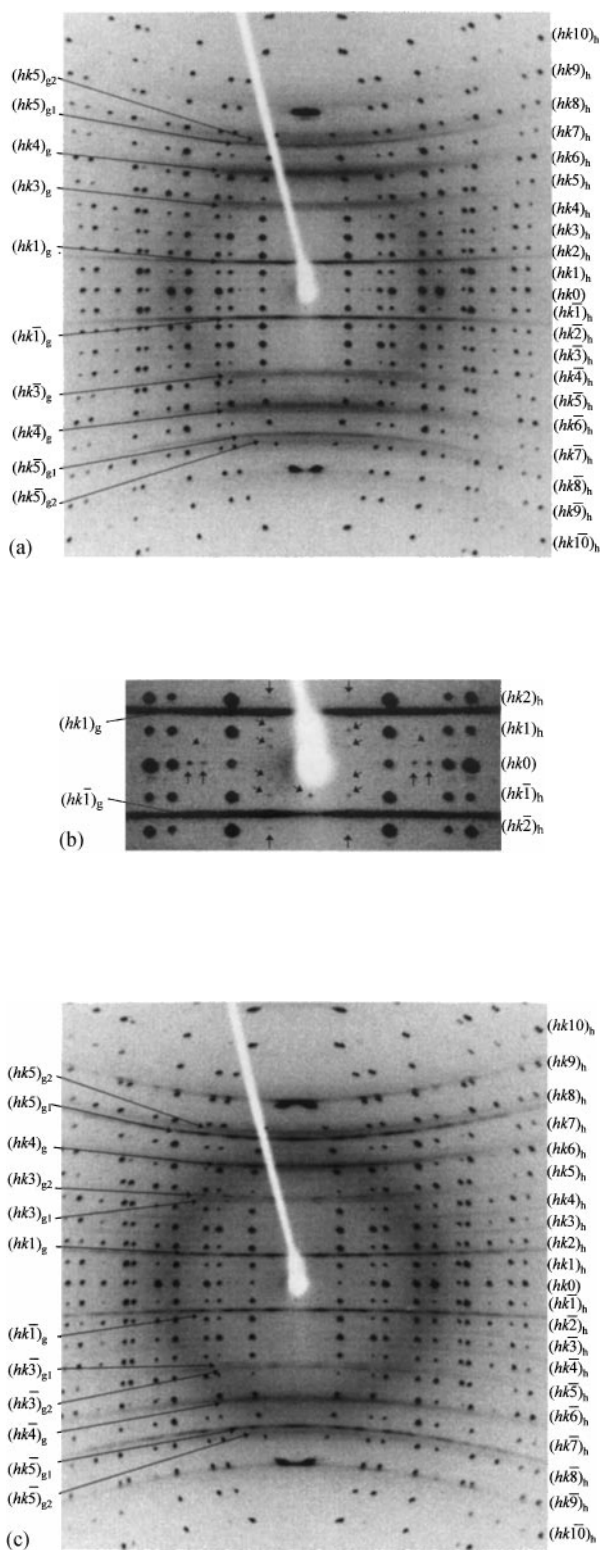 (hk10)h
(hk9)h
(hk8)h
(hk7)h
(hk6)h
(hk5)h
(hk4)h
(hk3)h
(hk2)h
(hk1)h
(hk0)
(hk1̅)h
(hk2̅)h
(hk3̅)h
(hk4̅)h
(hk5̅)h
(hk6̅)h
(hk7̅)h
(hk8̅)h
(hk9̅)h
(hk1̅0̅)h
(hk5)g2
(hk5)g1
(hk4)g
(hk3)g
(hk1)g
(hk1̅)g
(hk3̅)g
(hk4̅)g
(hk5̅)g1
(hk5̅)g2
(a)
(hk1)g
(hk1̅)g
(hk2)h
(hk1)h
(hk0)
(hk1̅)h
(hk2̅)h
(b)
(hk5)g2
(hk5)g1
(hk4)g
(hk3)g2
(hk3)g1
(hk1)g
(hk1̅)g
(hk3̅)g1
(hk3̅)g2
(hk4̅)g
(hk5̅)g1
(hk5̅)g2
(hk10)h
(hk9)h
(hk8)h
(hk7)h
(hk6)h
(hk5)h
(hk4)h
(hk3)h
(hk2)h
(hk1)h
(hk0)
(hk1̅)h
(hk2̅)h
(hk3̅)h
(hk4̅)h
(hk5̅)h
(hk6̅)h
(hk7̅)h
(hk8̅)h
(hk9̅)h
(hk1̅0̅)h
(c)